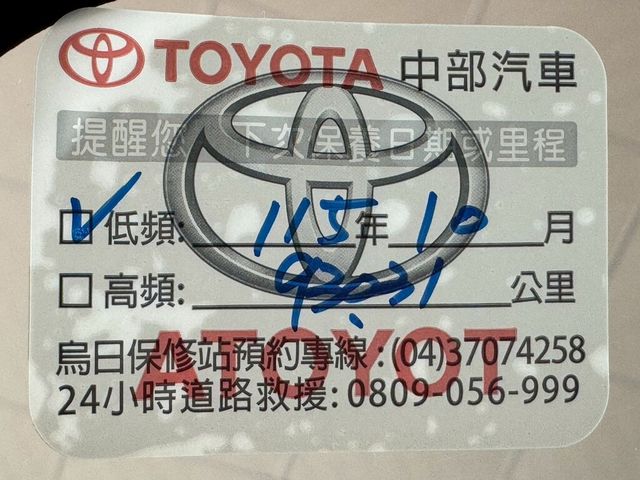 TOYOTA 中部汽車
提醒您 下次保養日期或里程
☑ 低頻: 115 年 10 月
☐ 高頻: 93031 公里
ATOYOT
烏日保修站預約專線:(04)37074258
24小時道路救援:0809-056-999